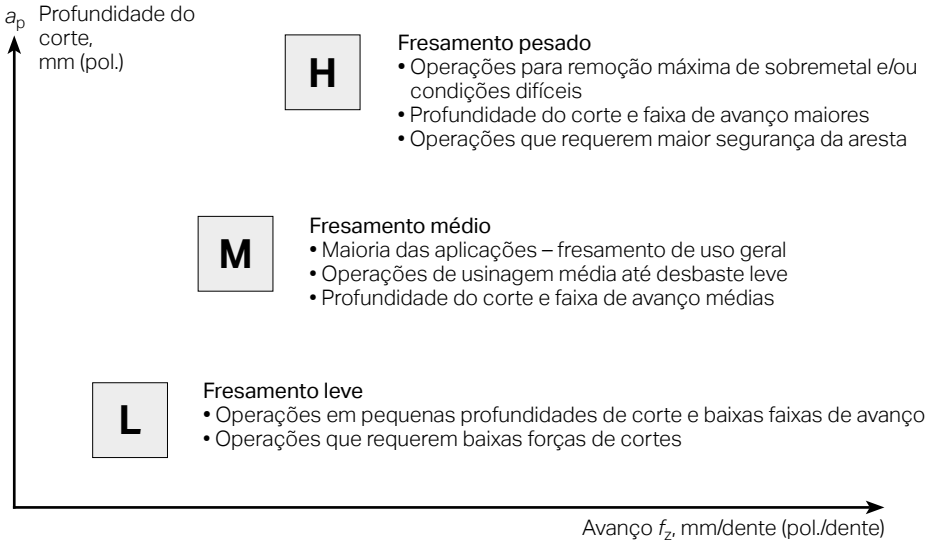 ap Profundidade do
corte,
mm (pol.)
H
Fresamento pesado
• Operações para remoção máxima de sobremetal e/ou
condições difíceis
• Profundidade do corte e faixa de avanço maiores
• Operações que requerem maior segurança da aresta
M
Fresamento médio
• Maioria das aplicações – fresamento de uso geral
• Operações de usinagem média até desbaste leve
• Profundidade do corte e faixa de avanço médias
L
Fresamento leve
• Operações em pequenas profundidades de corte e baixas faixas de avanço
• Operações que requerem baixas forças de cortes
Avanço fz, mm/dente (pol./dente)